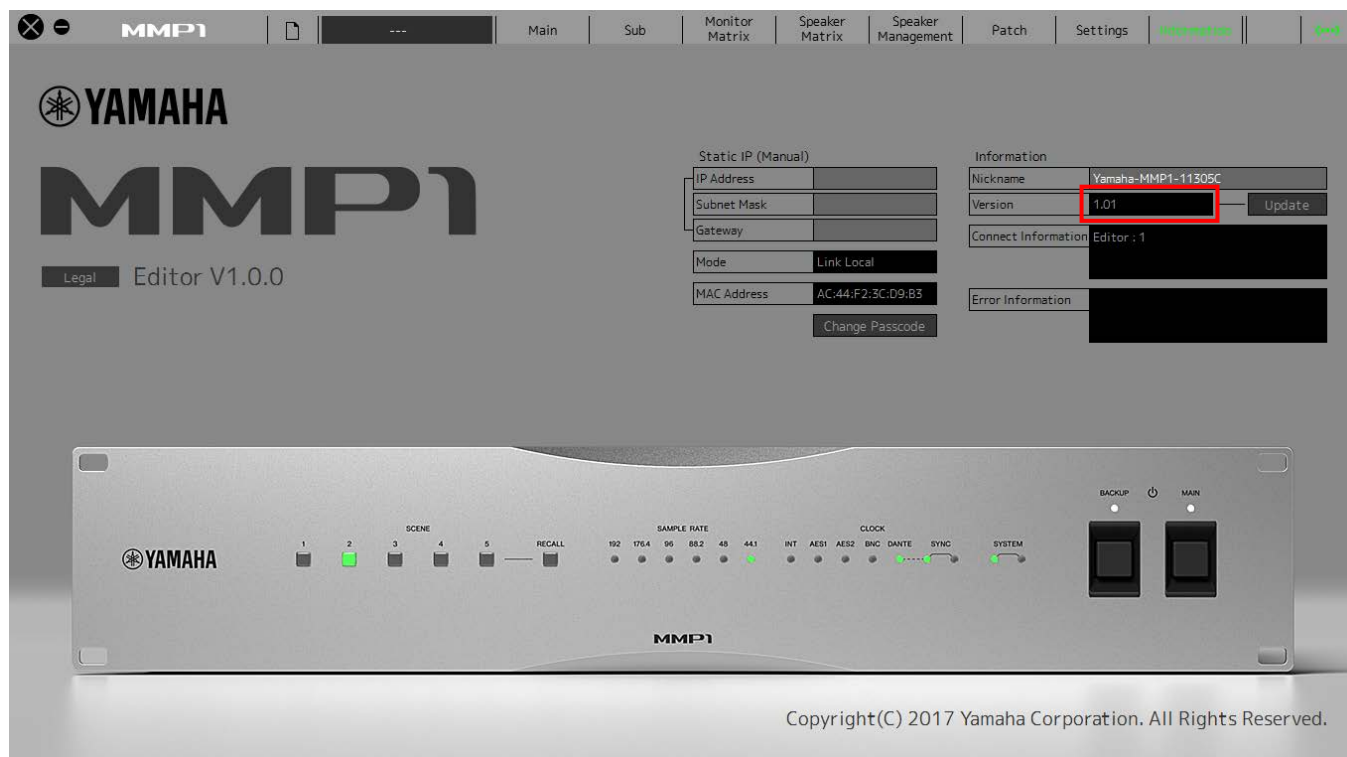 MMP1
---
Main
Sub
Monitor
Matrix
Speaker
Matrix
Speaker
Management
Patch
Settings
Information
YAMAHA
MMP1
Legal
Editor V1.0.0
Static IP (Manual)
IP Address
Subnet Mask
Gateway
Mode
Link Local
MAC Address
AC:44:F2:3C:D9:B3
Change Passcode
Information
Nickname
Yamaha-MMP1-11305C
Version
1.01
Update
Connect Information
Editor : 1
Error Information
BACKUP
MAIN
SCENE
1 2 3 4 5 RECALL
SAMPLE RATE
192 176.4 96 88.2 48 44.1
CLOCK
INT AES1 AES2 BNC DANTE SYNC
SYSTEM
YAMAHA
MMP1
Copyright(C) 2017 Yamaha Corporation. All Rights Reserved.